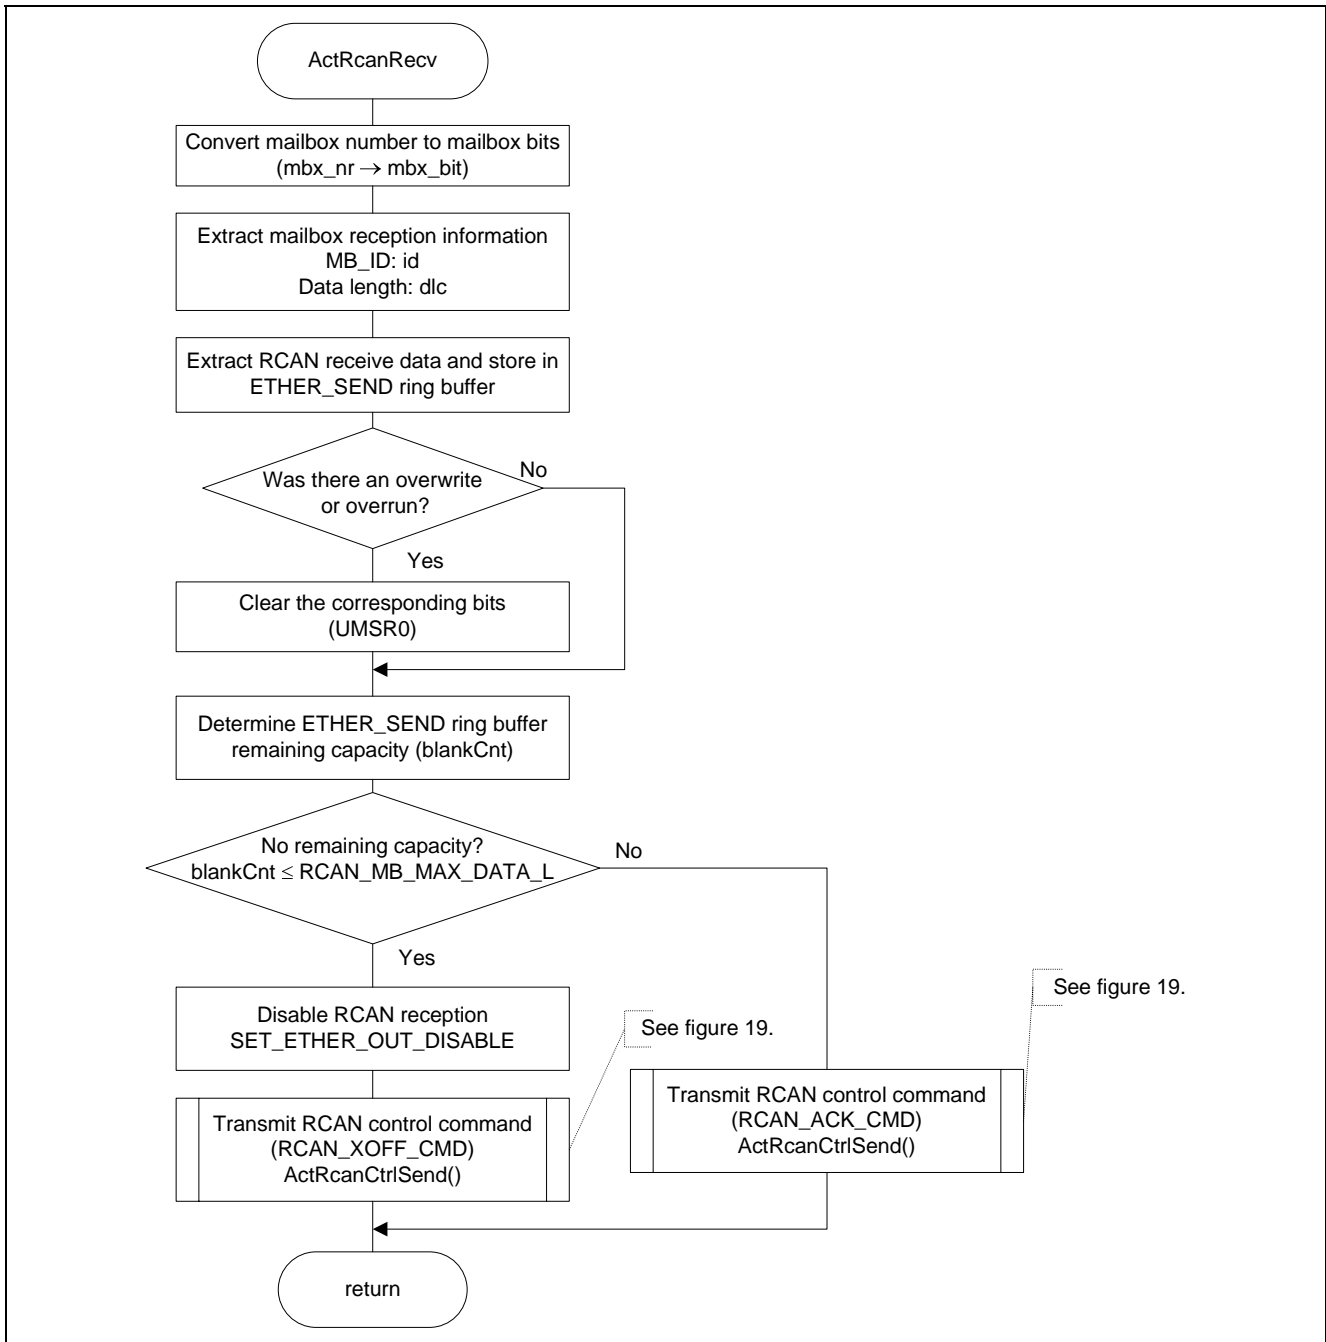 ActRcanRecv
Convert mailbox number to mailbox bits
(mbx_nr → mbx_bit)
Extract mailbox reception information
MB_ID: id
Data length: dlc
Extract RCAN receive data and store in
ETHER_SEND ring buffer
Was there an overwrite
or overrun?
No
Yes
Clear the corresponding bits
(UMSR0)
Determine ETHER_SEND ring buffer
remaining capacity (blankCnt)
No remaining capacity?
blankCnt ≤ RCAN_MB_MAX_DATA_L
No
Yes
Disable RCAN reception
SET_ETHER_OUT_DISABLE
See figure 19.
See figure 19.
Transmit RCAN control command
(RCAN_XOFF_CMD)
ActRcanCtrlSend()
Transmit RCAN control command
(RCAN_ACK_CMD)
ActRcanCtrlSend()
return